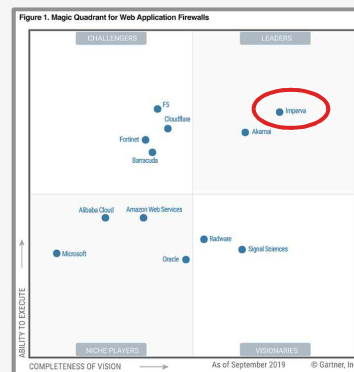 Figure 1. Magic Quadrant for Web Application Firewalls
CHALLENGERS
LEADERS
F5
Cloudflare
Imperva
Akamai
Fortinet
Barracuda
Alibaba Cloud
Amazon Web Services
Radware
Microsoft
Oracle
Signal Sciences
ABILITY TO EXECUTE
NICHE PLAYERS
VISIONARIES
COMPLETENESS OF VISION
As of September 2019
© Gartner, In